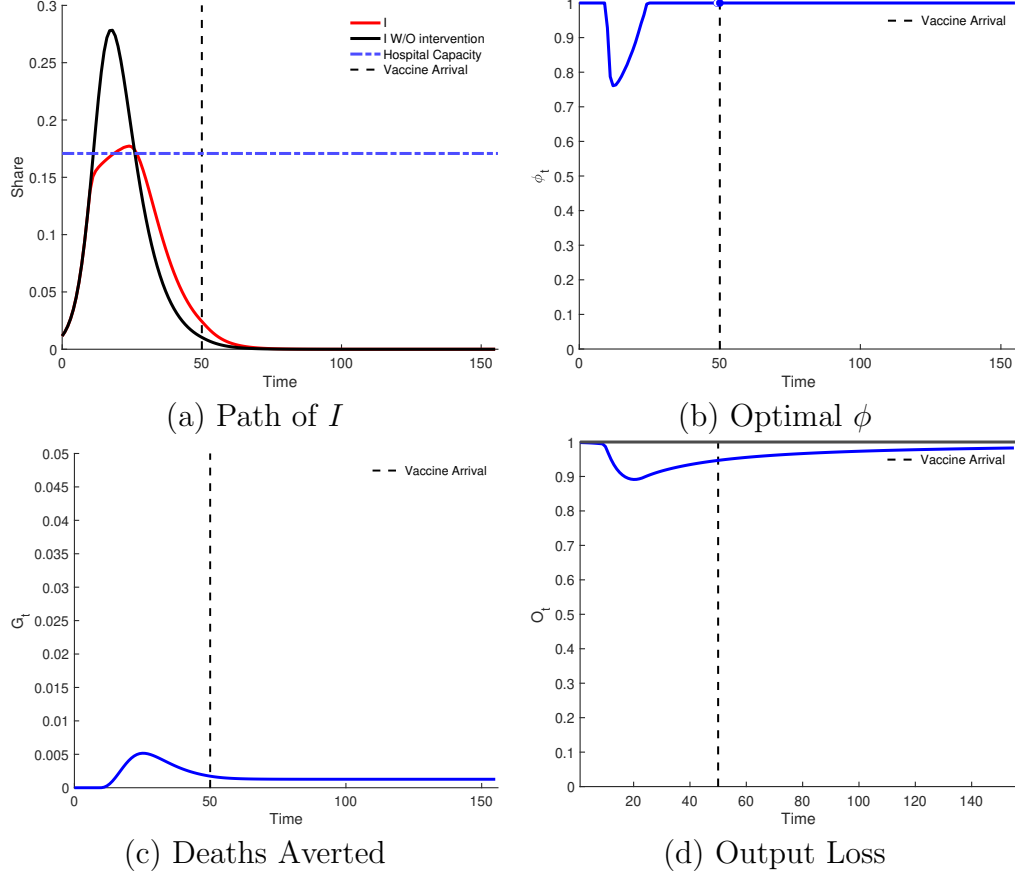 0.3
0.25
0.2
0.15
0.1
0.05
0
Share
I
I W/O intervention
Hospital Capacity
Vaccine Arrival
0 50 100 150
Time
(a) Path of I
1
0.9
0.8
0.7
0.6
0.5
0.4
0.3
0.2
0.1
0
ϕt
Vaccine Arrival
0 50 100 150
Time
(b) Optimal ϕ
0.05
0.045
0.04
0.035
0.03
0.025
0.02
0.015
0.01
0.005
0
Gt
Vaccine Arrival
0 50 100 150
Time
(c) Deaths Averted
1
0.9
0.8
0.7
0.6
0.5
0.4
0.3
0.2
0.1
0
Ot
Vaccine Arrival
20 40 60 80 100 120 140
Time
(d) Output Loss